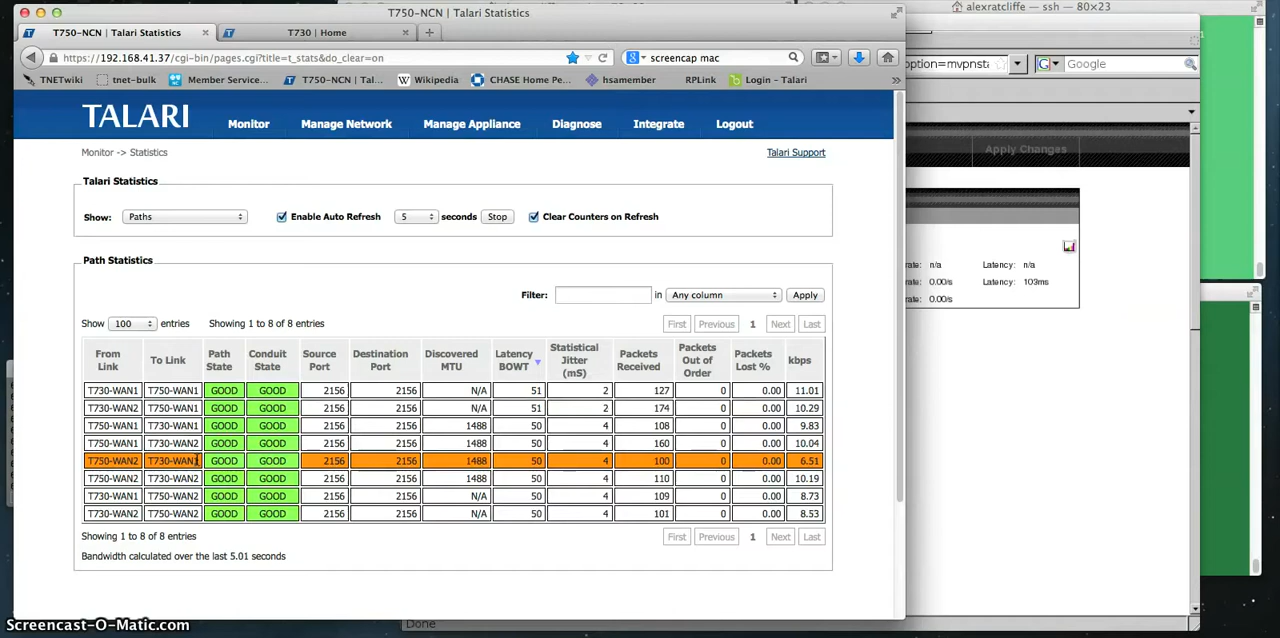 T750-NCN | Talari Statistics
alexratcliffe — ssh — 80×23
T750-NCN | Talari Statistics × T730 | Home × +
https://192.168.41.37/cgi-bin/pages.cgi?title=t_stats&do_clear=on screencap mac
option=mvpnsta Google
TNETwiki tnet-bulk Member Service... T750-NCN | Tal... Wikipedia CHASE Home Pe... hsamember RPLink Login - Talari »
TALARI Monitor Manage Network Manage Appliance Diagnose Integrate Logout
Apply Changes
Monitor -> Statistics Talari Support
Talari Statistics
Show: Paths Enable Auto Refresh 5 seconds Stop Clear Counters on Refresh
Path Statistics
rate: n/a Latency: n/a
rate: 0.00/s Latency: 103ms
rate: 0.00/s
Filter: in Any column Apply
Show 100 entries Showing 1 to 8 of 8 entries First Previous 1 Next Last
From Link To Link Path State Conduit State Source Port Destination Port Discovered MTU Latency BOWT Statistical Jitter (mS) Packets Received Packets Out of Order Packets Lost % kbps
T730-WAN1 T750-WAN1 GOOD GOOD 2156 2156 N/A 51 2 127 0 0.00 11.01
T730-WAN2 T750-WAN1 GOOD GOOD 2156 2156 N/A 51 2 174 0 0.00 10.29
T750-WAN1 T730-WAN1 GOOD GOOD 2156 2156 1488 50 4 108 0 0.00 9.83
T750-WAN1 T730-WAN2 GOOD GOOD 2156 2156 1488 50 4 160 0 0.00 10.04
T750-WAN2 T730-WAN1 GOOD GOOD 2156 2156 1488 50 4 100 0 0.00 6.51
T750-WAN2 T730-WAN2 GOOD GOOD 2156 2156 1488 50 4 110 0 0.00 10.19
T730-WAN1 T750-WAN2 GOOD GOOD 2156 2156 N/A 50 4 109 0 0.00 8.73
T730-WAN2 T750-WAN2 GOOD GOOD 2156 2156 N/A 50 4 101 0 0.00 8.53
Showing 1 to 8 of 8 entries First Previous 1 Next Last
Bandwidth calculated over the last 5.01 seconds
Screencast-O-Matic.com
Done